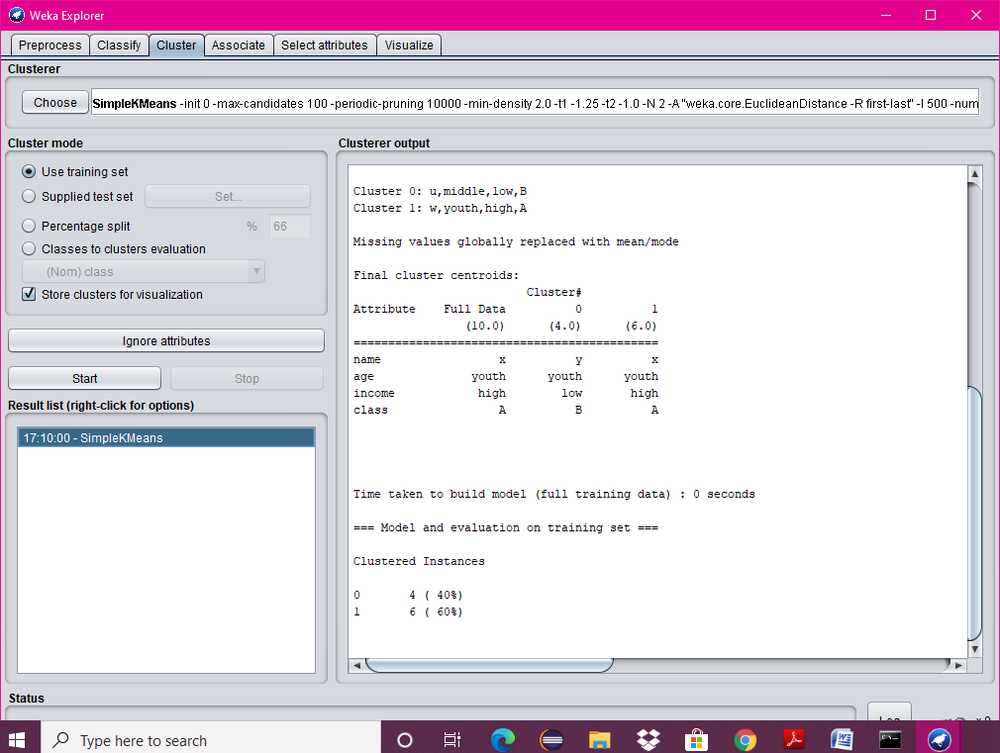 Weka Explorer
Preprocess Classify Cluster Associate Select attributes Visualize
Clusterer
Choose SimpleKMeans -init 0 -max-candidates 100 -periodic-pruning 10000 -min-density 2.0 -t1 -1.25 -t2 -1.0 -N 2 -A "weka.core.EuclideanDistance -R first-last" -I 500 -num
Cluster mode
Use training set
Supplied test set Set...
Percentage split % 66
Classes to clusters evaluation
(Nom) class
Store clusters for visualization
Ignore attributes
Start Stop
Result list (right-click for options)
17:10:00 - SimpleKMeans
Clusterer output
Cluster 0: u,middle,low,B
Cluster 1: w,youth,high,A
Missing values globally replaced with mean/mode
Final cluster centroids:
Cluster#
Attribute Full Data 0 1
(10.0) (4.0) (6.0)
============================================
name x y x
age youth youth youth
income high low high
class A B A
Time taken to build model (full training data) : 0 seconds
=== Model and evaluation on training set ===
Clustered Instances
0 4 ( 40%)
1 6 ( 60%)
Status
Log x 0
Type here to search